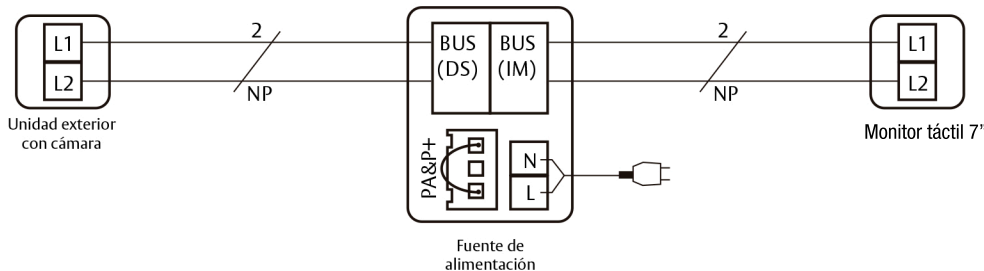 2
2
L1
BUS
(DS)
BUS
(IM)
L1
L2
L2
NP
NP
Unidad exterior
con cámara
Monitor táctil 7”
PA&P+
N
L
Fuente de
alimentación